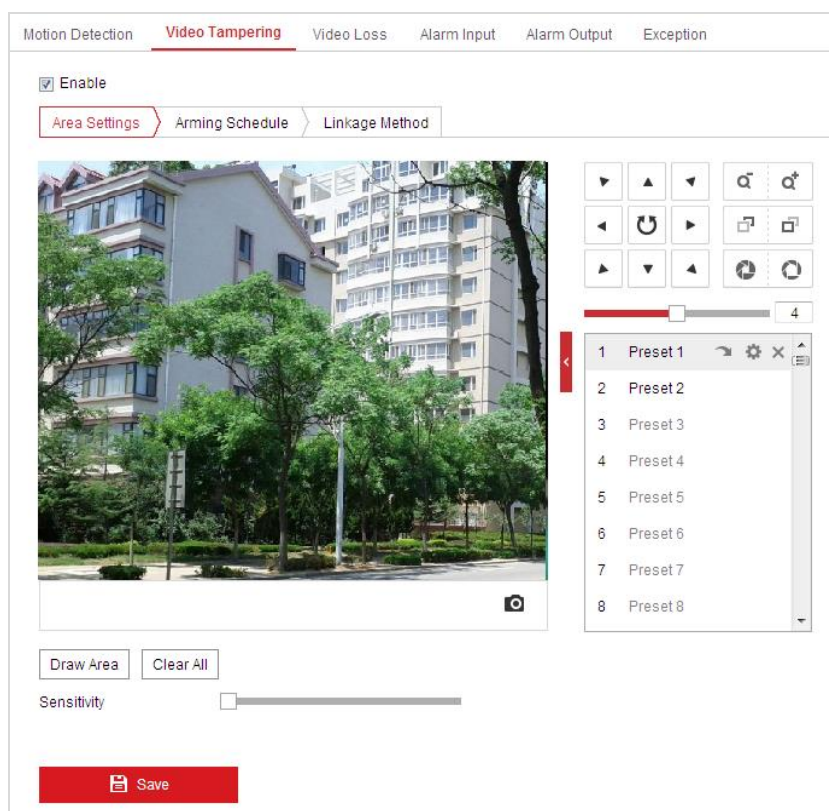 Motion Detection Video Tampering Video Loss Alarm Input Alarm Output Exception
Enable
Area Settings Arming Schedule Linkage Method
4
1 Preset 1
2 Preset 2
3 Preset 3
4 Preset 4
5 Preset 5
6 Preset 6
7 Preset 7
8 Preset 8
Draw Area Clear All
Sensitivity
Save